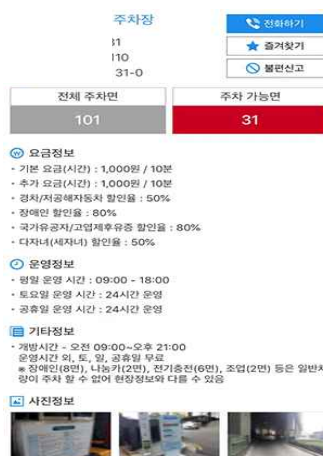 주차장
전화하기
31
즐겨찾기
110
31-0
불편신고
전체 주차면
주차 가능면
101
31
요금정보
· 기본 요금(시간) : 1,000원 / 10분
· 추가 요금(시간) : 1,000원 / 10분
· 경차/저공해자동차 할인율 : 50%
· 장애인 할인율 : 80%
· 국가유공자/고엽제후유증 할인율 : 80%
· 다자녀(세자녀) 할인율 : 50%
운영정보
· 평일 운영 시간 : 09:00 - 18:00
· 토요일 운영 시간 : 24시간 운영
· 공휴일 운영 시간 : 24시간 운영
기타정보
· 개방시간 - 오전 09:00~오후 21:00
운영시간 외, 토, 일, 공휴일 무료
※ 장애인(8면), 나눔카(2면), 전기충전(6면), 조업(2면) 등은 일반차
량이 주차 할 수 없어 현장정보와 다를 수 있음
사진정보